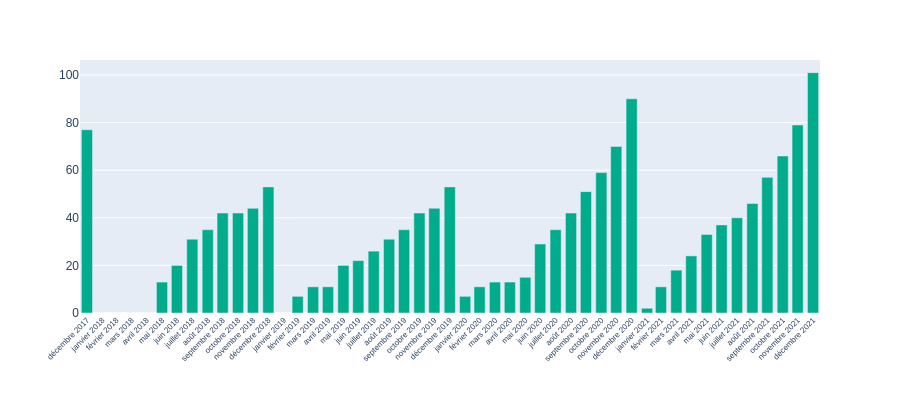 100
80
60
40
20
0
décembre 2017
janvier 2018
février 2018
mars 2018
avril 2018
mai 2018
juin 2018
juillet 2018
août 2018
septembre 2018
octobre 2018
novembre 2018
décembre 2018
janvier 2019
février 2019
mars 2019
avril 2019
mai 2019
juin 2019
juillet 2019
août 2019
septembre 2019
octobre 2019
novembre 2019
décembre 2019
janvier 2020
février 2020
mars 2020
avril 2020
mai 2020
juin 2020
juillet 2020
août 2020
septembre 2020
octobre 2020
novembre 2020
décembre 2020
janvier 2021
février 2021
mars 2021
avril 2021
mai 2021
juin 2021
juillet 2021
août 2021
septembre 2021
octobre 2021
novembre 2021
décembre 2021